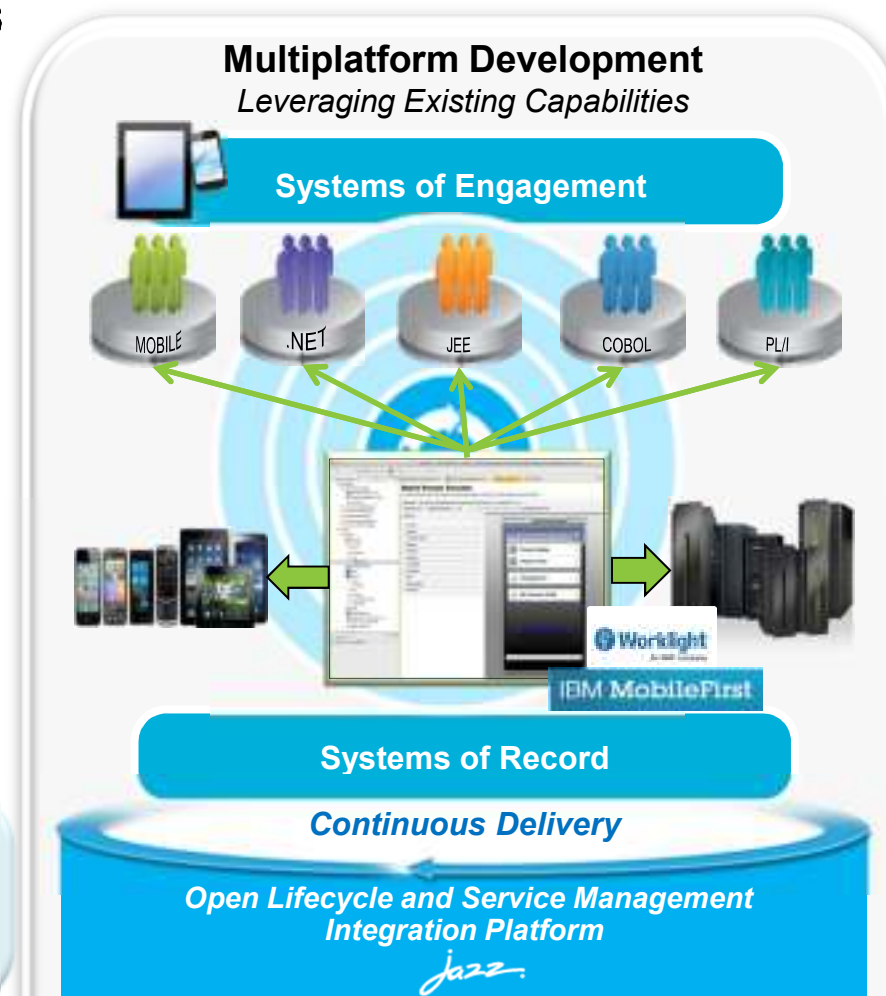 s
Multiplatform Development
Leveraging Existing Capabilities
Systems of Engagement
MOBILE
.NET
JEE
COBOL
PL/I
Worklight
IBM MobileFirst
Systems of Record
Continuous Delivery
Open Lifecycle and Service Management
Integration Platform
jazz